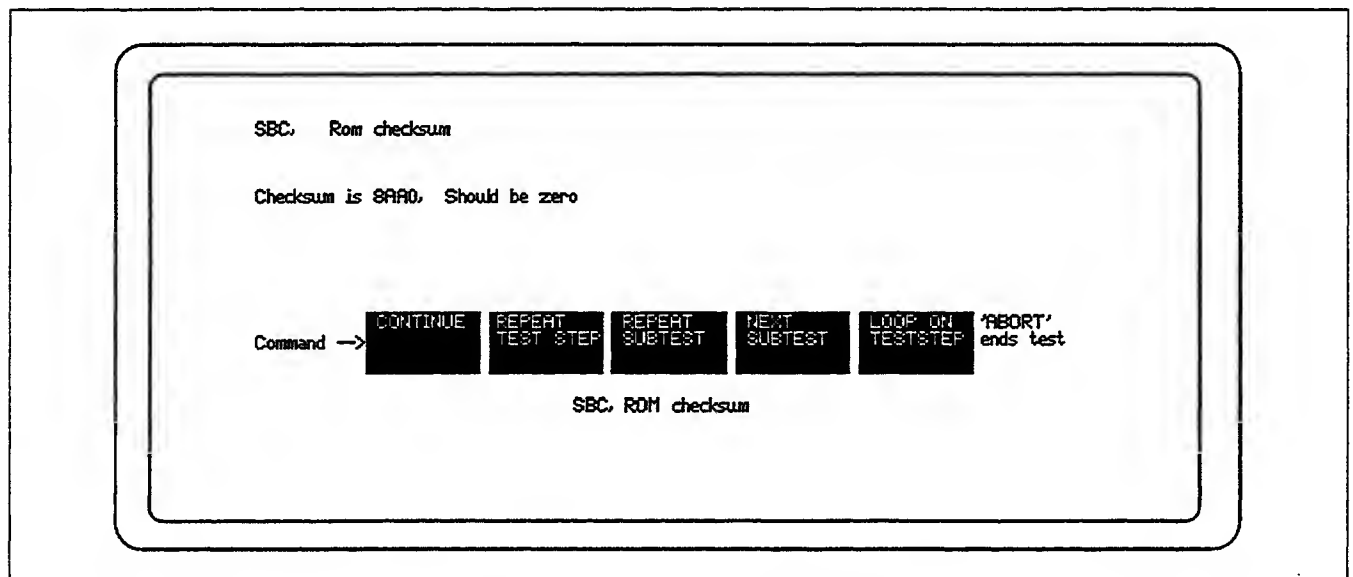 SBC, Rom checksum
Checksum is 8AA0, Should be zero
Command —>
CONTINUE
REPEAT
TEST STEP
REPEAT
SUBTEST
NEXT
SUBTEST
LOOP ON
TESTSTEP
'ABORT'
ends test
SBC, ROM checksum